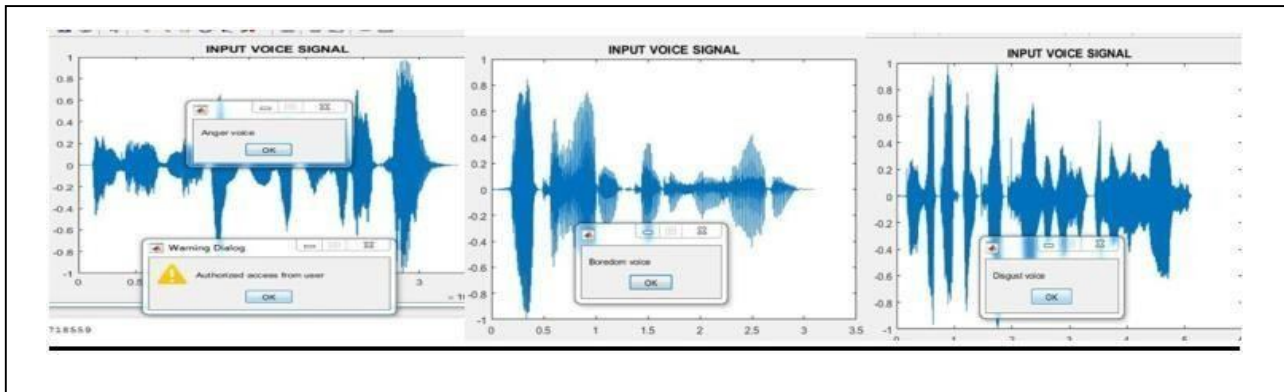 INPUT VOICE SIGNAL
1
0.8
0.6
0.4
0.2
0
-0.2
-0.4
-0.6
-0.8
-1
0
3
Anger voice
OK
Warning Dialog
Authorized access from user
OK
718559
INPUT VOICE SIGNAL
1
0.8
0.6
0.4
0.2
0
-0.2
-0.4
-0.6
-0.8
-1
0 0.5 1 1.5 2 2.5 3 3.5
Boredom voice
OK
INPUT VOICE SIGNAL
1
0.8
0.6
0.4
0.2
0
-0.2
-0.4
-0.6
-0.8
-1
Disgust voice
OK